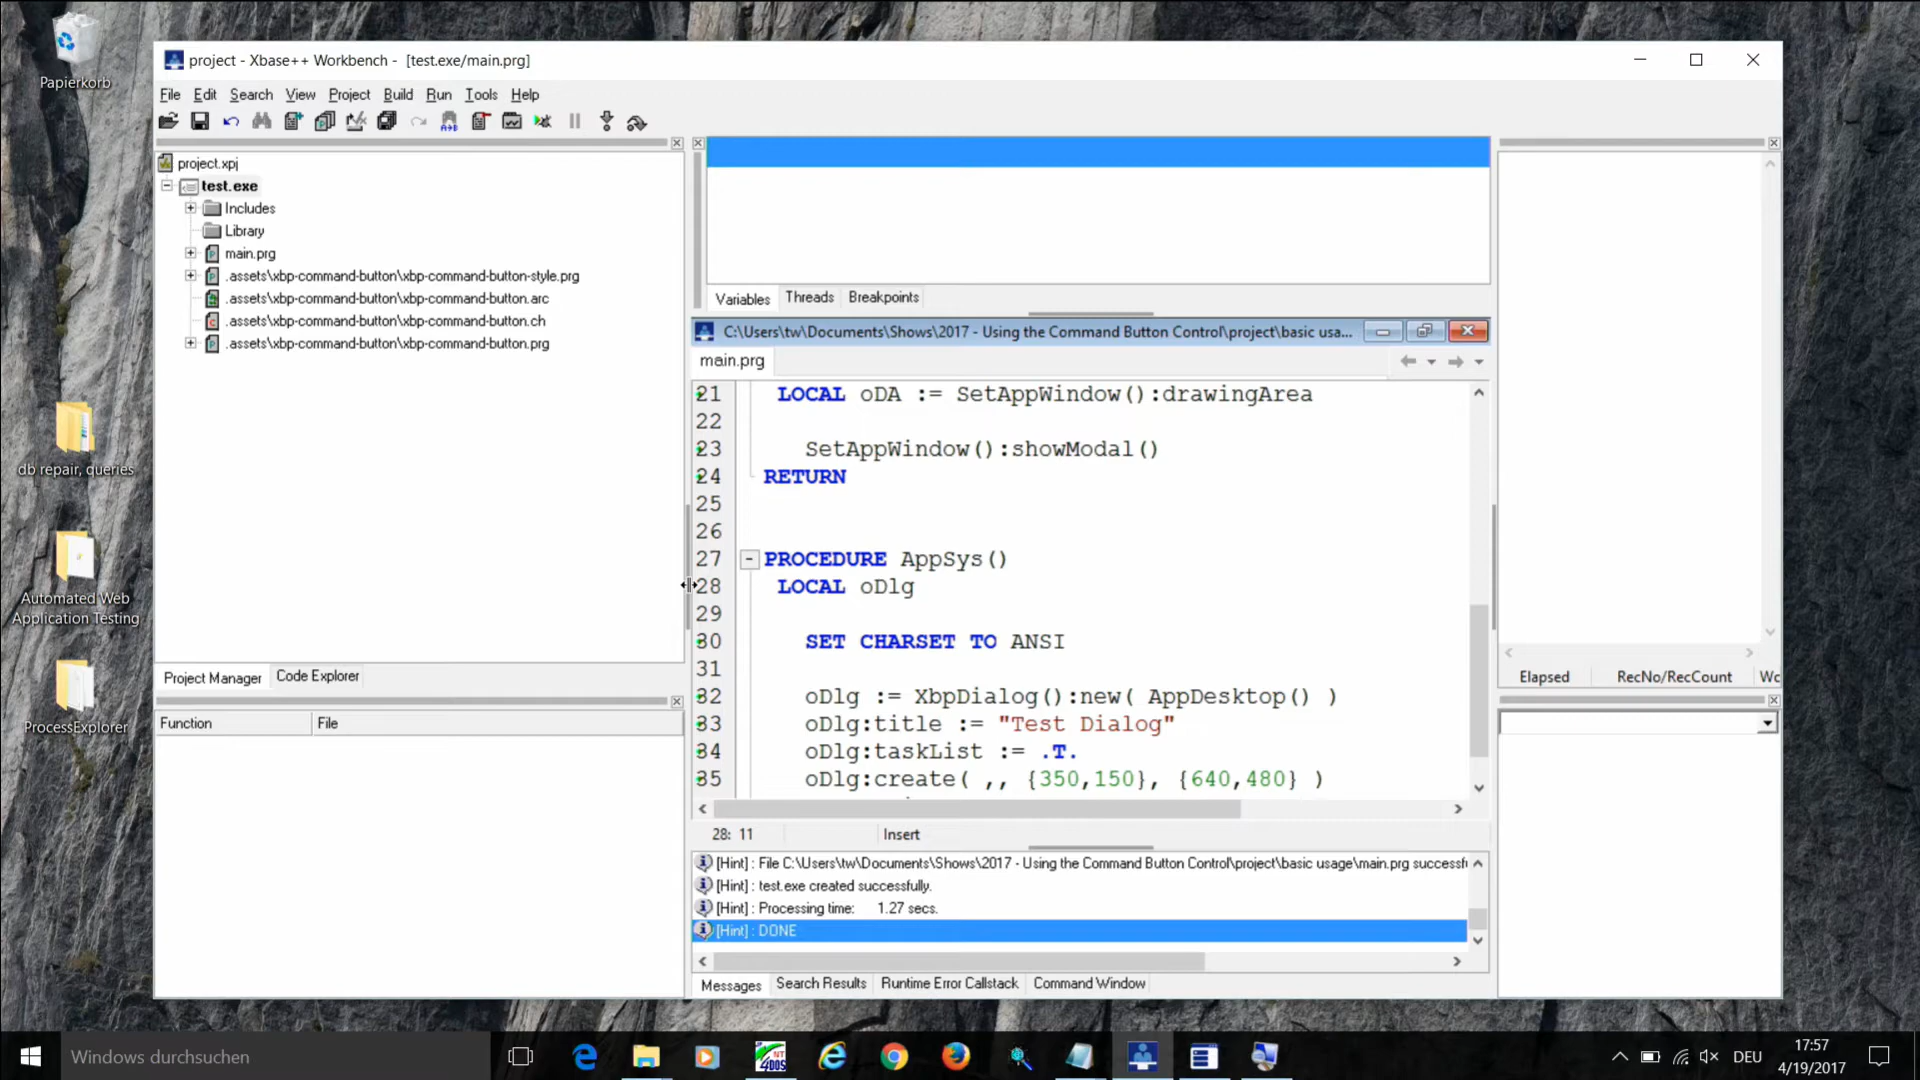 Papierkorb
db repair, queries
Automated Web
Application Testing
ProcessExplorer
project - Xbase++ Workbench - [test.exe/main.prg]
File Edit Search View Project Build Run Tools Help
project.xpj
test.exe
Includes
Library
main.prg
.assets\xbp-command-button\xbp-command-button-style.prg
.assets\xbp-command-button\xbp-command-button.arc
.assets\xbp-command-button\xbp-command-button.ch
.assets\xbp-command-button\xbp-command-button.prg
Project Manager Code Explorer
Function File
Variables Threads Breakpoints
C:\Users\tw\Documents\Shows\2017 - Using the Command Button Control\project\basic usa...
main.prg
21 LOCAL oDA := SetAppWindow():drawingArea
22
23 SetAppWindow():showModal()
24 RETURN
25
26
27 PROCEDURE AppSys()
28 LOCAL oDlg
29
30 SET CHARSET TO ANSI
31
32 oDlg := XbpDialog():new( AppDesktop() )
33 oDlg:title := "Test Dialog"
34 oDlg:taskList := .T.
35 oDlg:create( ,, {350,150}, {640,480} )
28: 11 Insert
[Hint] : File C:\Users\tw\Documents\Shows\2017 - Using the Command Button Control\project\basic usage\main.prg successf
[Hint] : test.exe created successfully.
[Hint] : Processing time: 1.27 secs.
[Hint] : DONE
Messages Search Results Runtime Error Callstack Command Window
Elapsed RecNo/RecCount Wc
Windows durchsuchen
NT
4DOS
DEU
17:57
4/19/2017